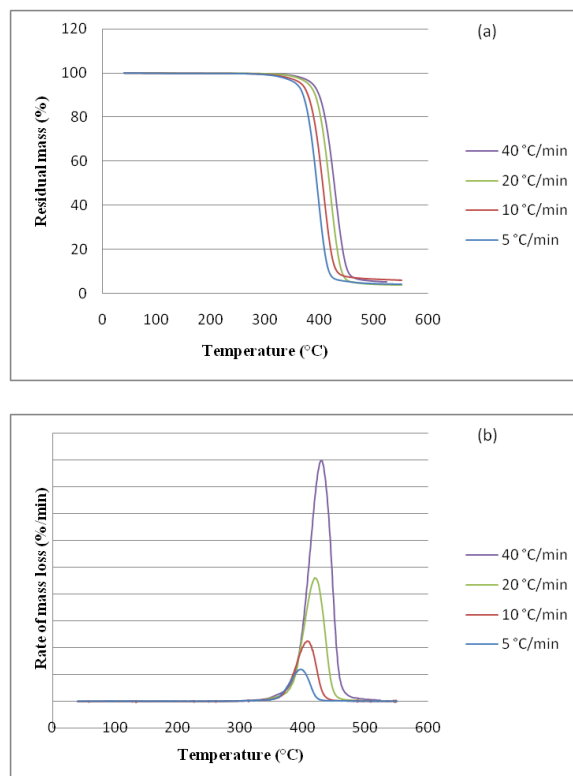 (a)
120
100
80
60
40
20
0
Residual mass (%)
0 100 200 300 400 500 600
Temperature (°C)
40 °C/min
20 °C/min
10 °C/min
5 °C/min
(b)
Rate of mass loss (%/min)
0 100 200 300 400 500 600
Temperature (°C)
40 °C/min
20 °C/min
10 °C/min
5 °C/min